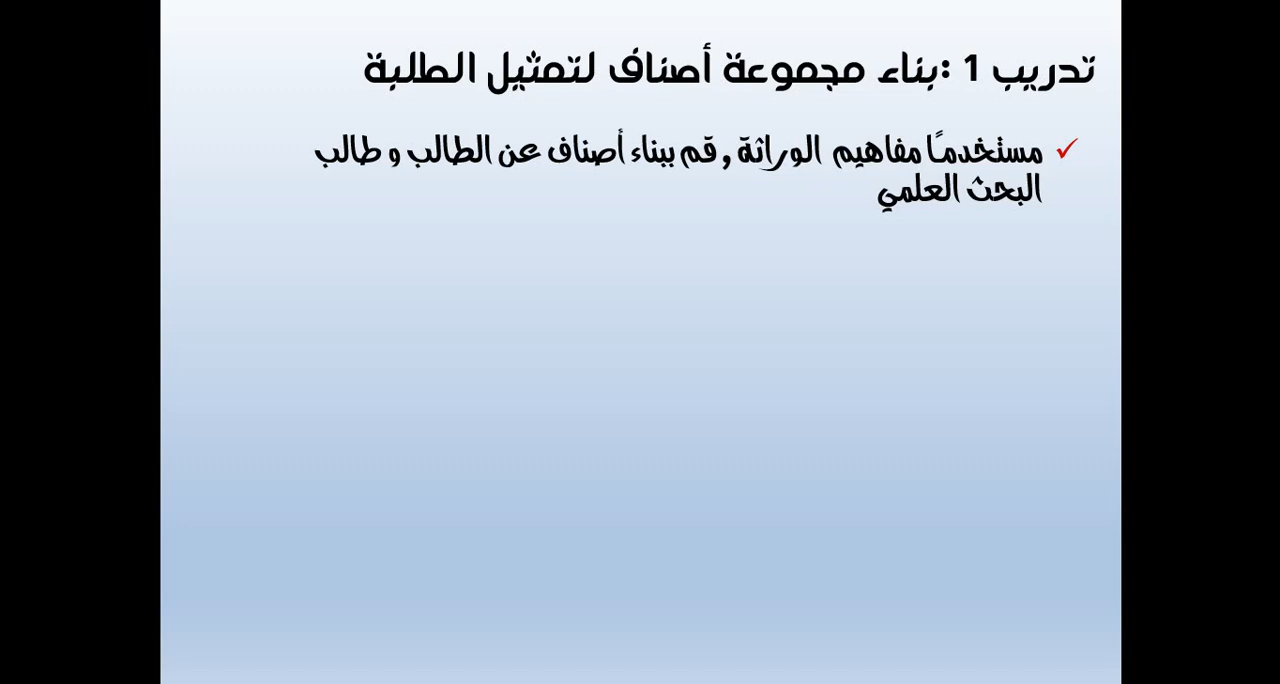 تدريب 1 :بناء مجموعة أصناف لتمثيل الطلبة
✓ مستخدمًا مفاهيم الوراثة , قم ببناء أصناف عن الطالب و طالب
البحث العلمي